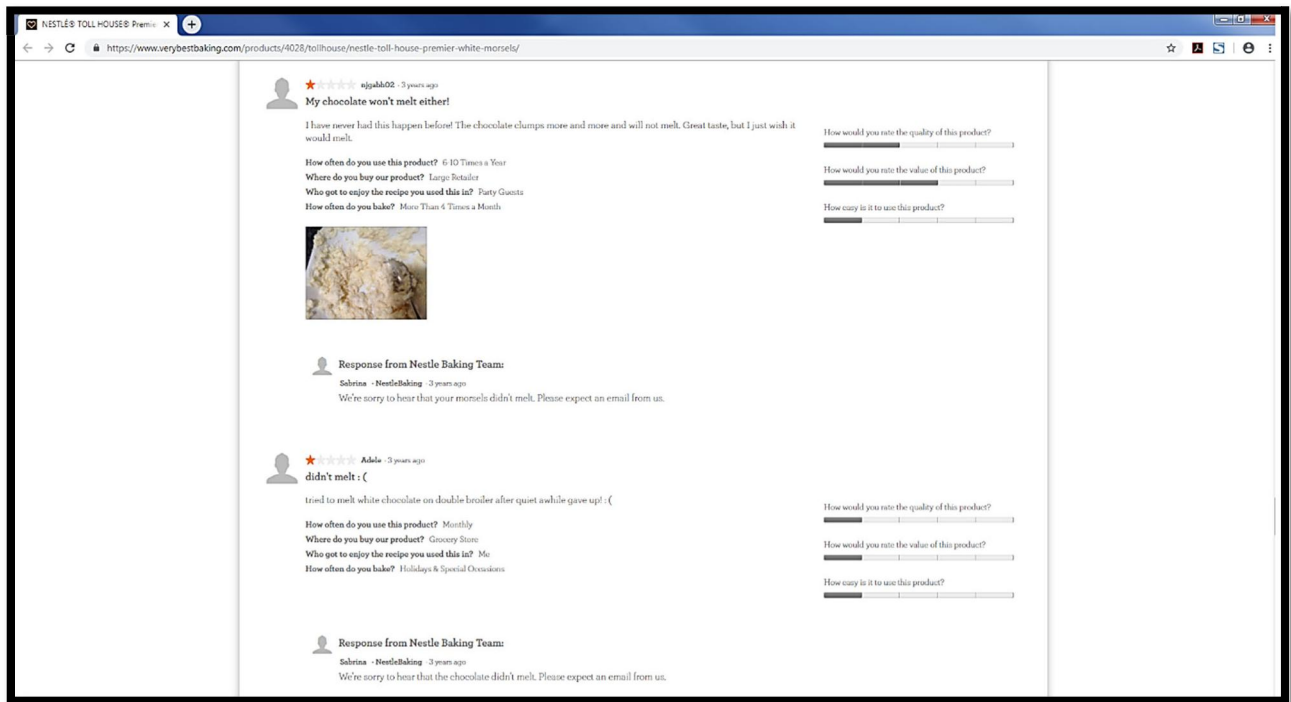 NESTLÉ® TOLL HOUSE® Premi
https://www.verybestbaking.com/products/4028/tollhouse/nestle-toll-house-premier-white-morsels/
njgabh02 - 3 years ago
My chocolate won't melt either!
I have never had this happen before! The chocolate clumps more and more and will not melt. Great taste, but I just wish it
would melt.
How often do you use this product? 6-10 Times a Year
Where do you buy our product? Large Retailer
Who got to enjoy the recipe you used this in? Party Guests
How often do you bake? More Than 4 Times a Month
How would you rate the quality of this product?
How would you rate the value of this product?
How easy is it to use this product?
Response from Nestle Baking Team:
Sabrina - NestleBaking - 3 years ago
We're sorry to hear that your morsels didn't melt. Please expect an email from us.
Adele - 3 years ago
didn't melt : (
tried to melt white chocolate on double broiler after quiet awhile gave up! : (
How often do you use this product? Monthly
Where do you buy our product? Grocery Store
Who got to enjoy the recipe you used this in? Me
How often do you bake? Holidays & Special Occasions
How would you rate the quality of this product?
How would you rate the value of this product?
How easy is it to use this product?
Response from Nestle Baking Team:
Sabrina - NestleBaking - 3 years ago
We're sorry to hear that the chocolate didn't melt. Please expect an email from us.